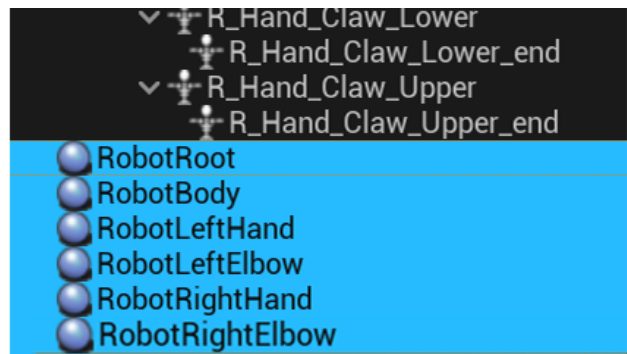 R_Hand_Claw_Lower
R_Hand_Claw_Lower_end
R_Hand_Claw_Upper
R_Hand_Claw_Upper_end
RobotRoot
RobotBody
RobotLeftHand
RobotLeftElbow
RobotRightHand
RobotRightElbow